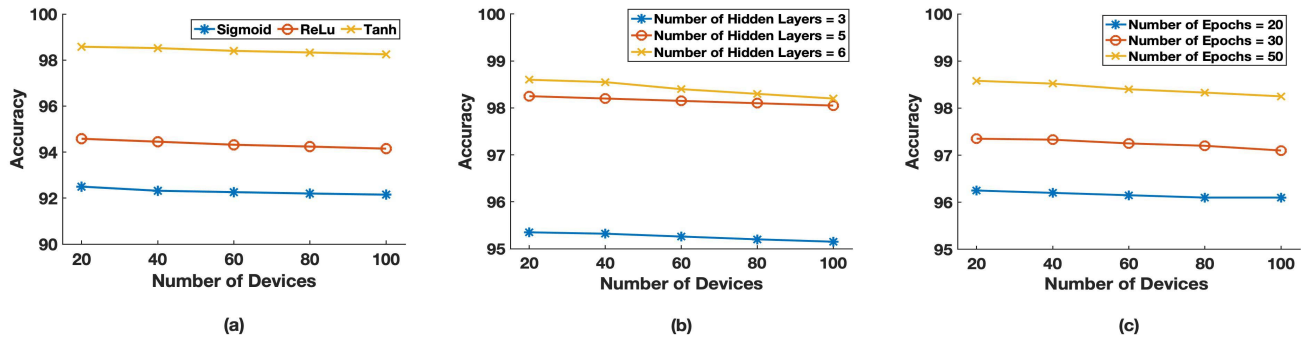 100
98
96
94
92
90
Accuracy
Sigmoid ReLu Tanh
20 40 60 80 100
Number of Devices
(a)
100
99
98
97
96
95
Accuracy
Number of Hidden Layers = 3
Number of Hidden Layers = 5
Number of Hidden Layers = 6
20 40 60 80 100
Number of Devices
(b)
100
99
98
97
96
95
Accuracy
Number of Epochs = 20
Number of Epochs = 30
Number of Epochs = 50
20 40 60 80 100
Number of Devices
(c)